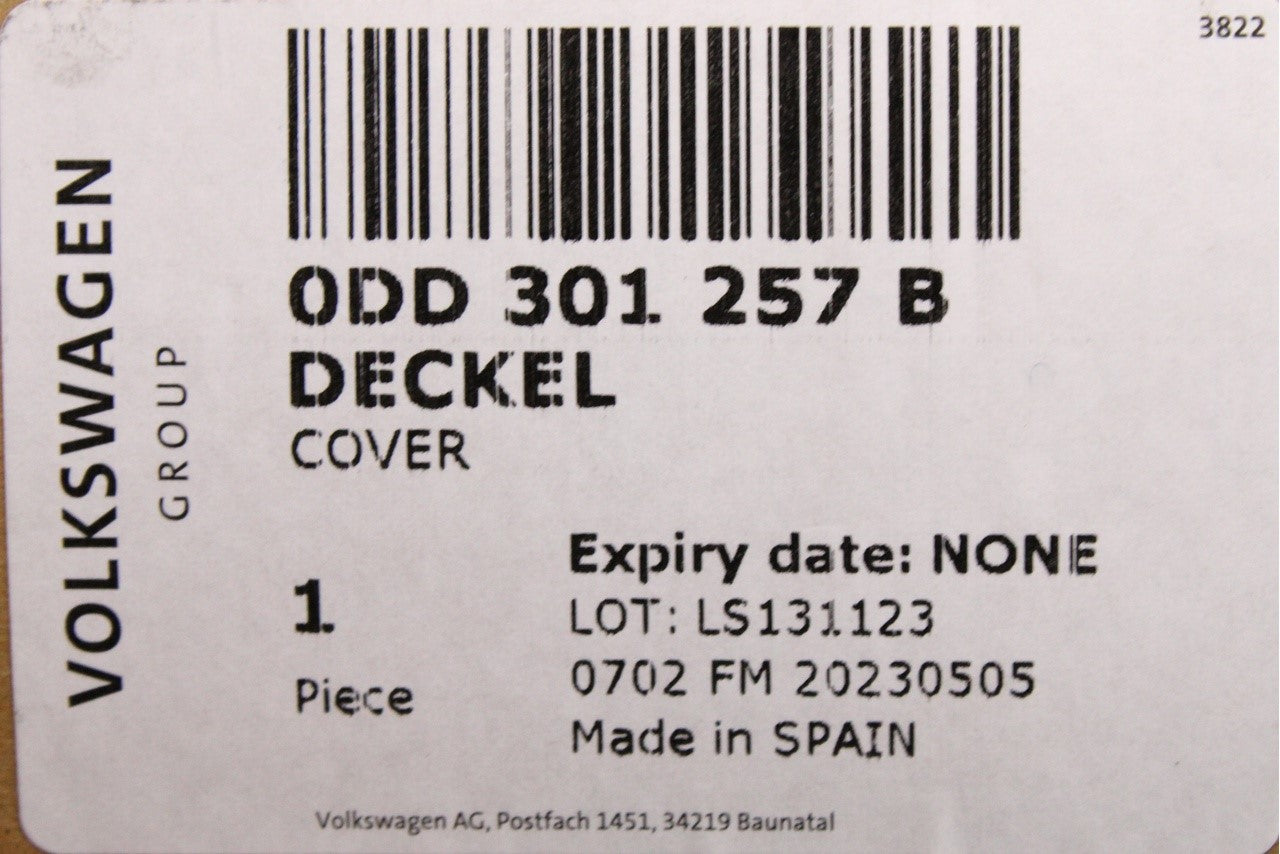 3822
VOLKSWAGEN
GROUP
0DD 301 257 B
DECKEL
COVER
1
Piece
Expiry date: NONE
LOT: LS131123
0702 FM 20230505
Made in SPAIN
Volkswagen AG, Postfach 1451, 34219 Baunatal